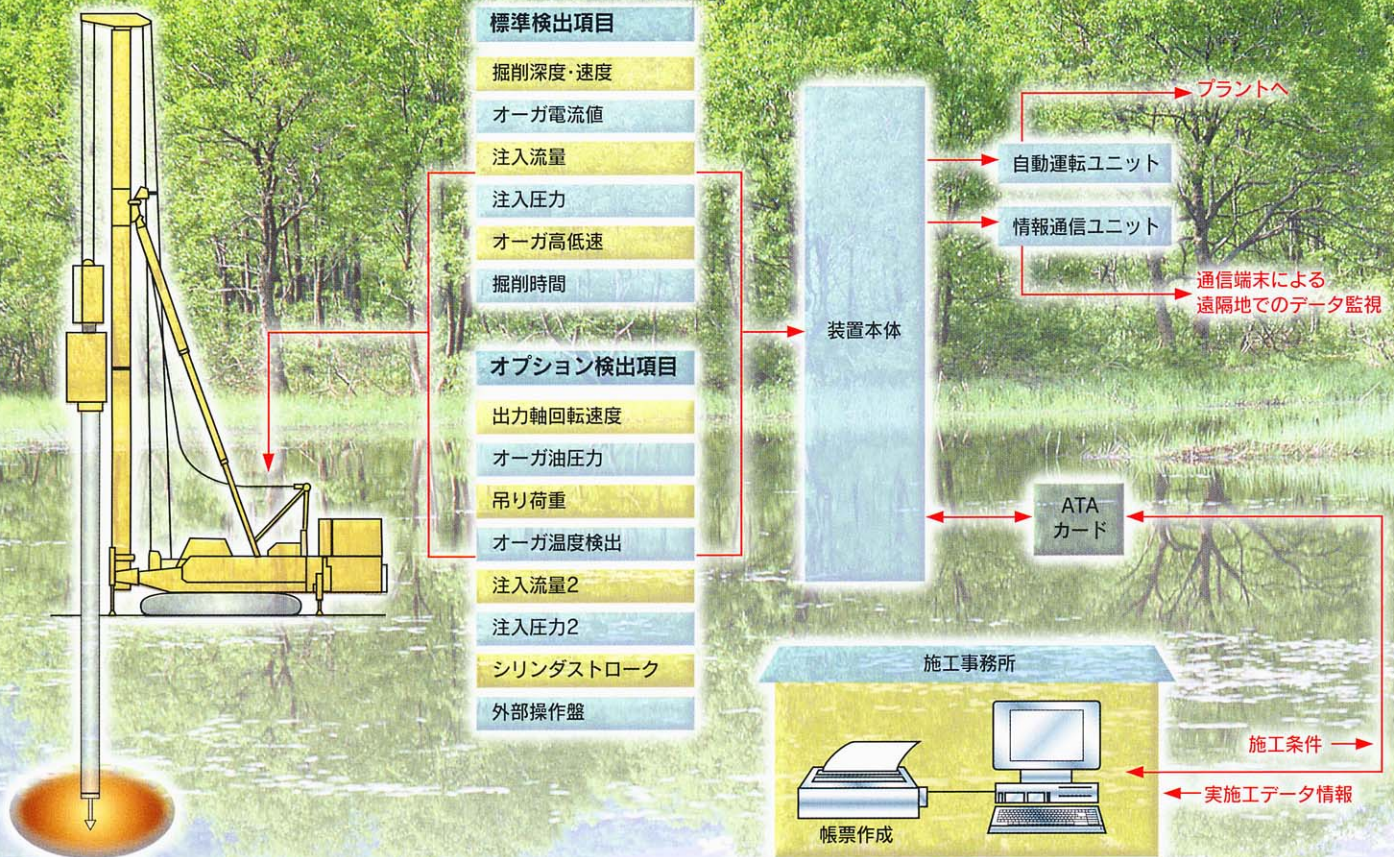 標準検出項目
掘削深度・速度
オーガ電流値
注入流量
注入圧力
オーガ高低速
掘削時間
オプション検出項目
出力軸回転速度
オーガ油圧力
吊り荷重
オーガ温度検出
注入流量2
注入圧力2
シリンダストローク
外部操作盤
装置本体
プラントへ
自動運転ユニット
情報通信ユニット
通信端末による
遠隔地でのデータ監視
ATA
カード
施工事務所
帳票作成
施工条件
実施工データ情報